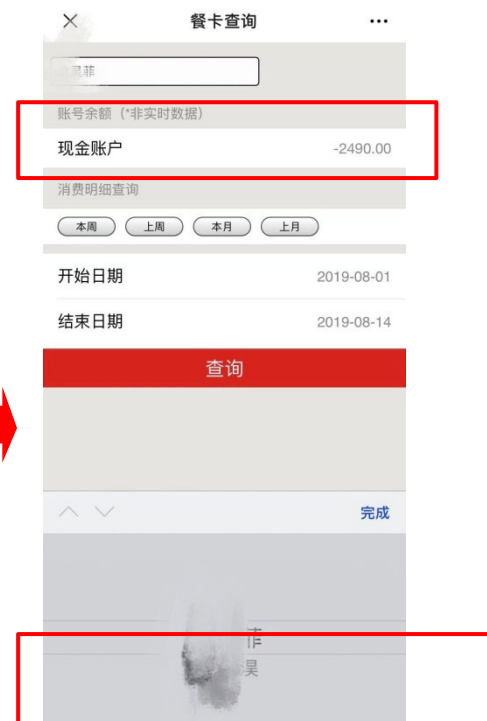 餐卡查询
菲
账号余额（*非实时数据）
现金账户 -2490.00
消费明细查询
本周 上周 本月 上月
开始日期 2019-08-01
结束日期 2019-08-14
查询
完成